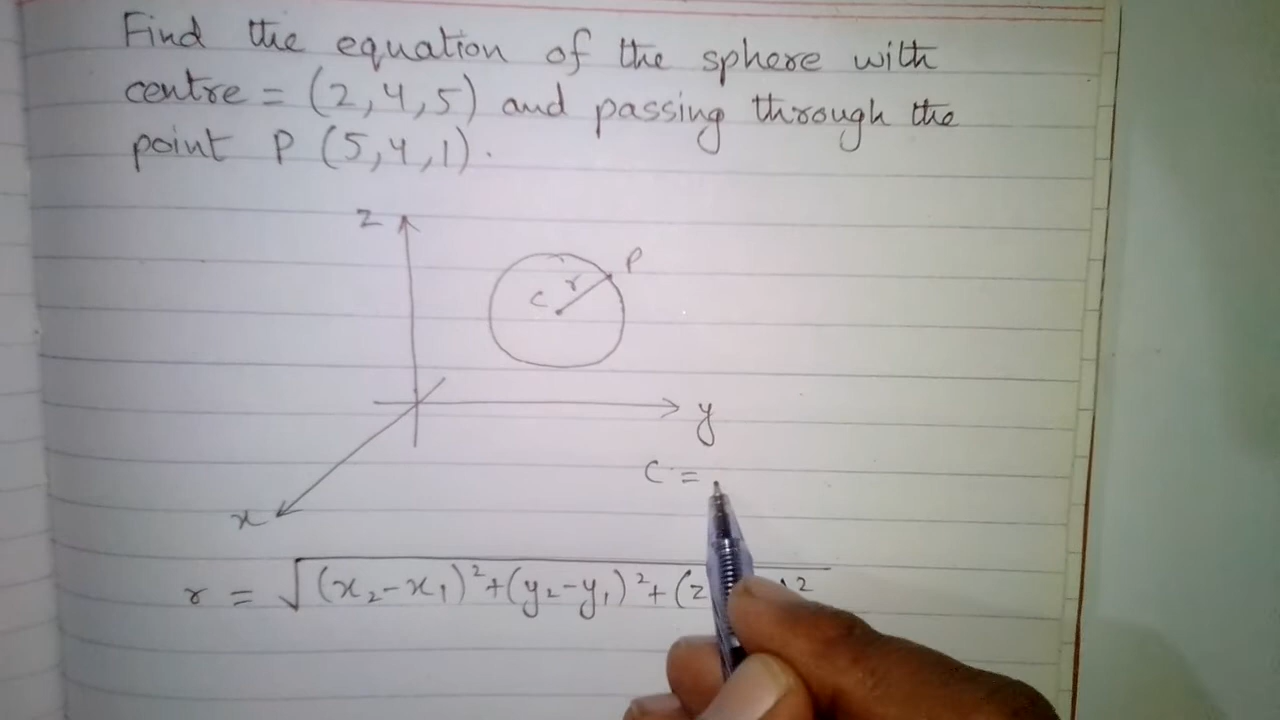 Find the equation of the sphere with
centre = (2,4,5) and passing through the
point P (5,4,1).
z
P
r
C
y
C =
x
r = √(x₂-x₁)²+(y₂-y₁)²+(z